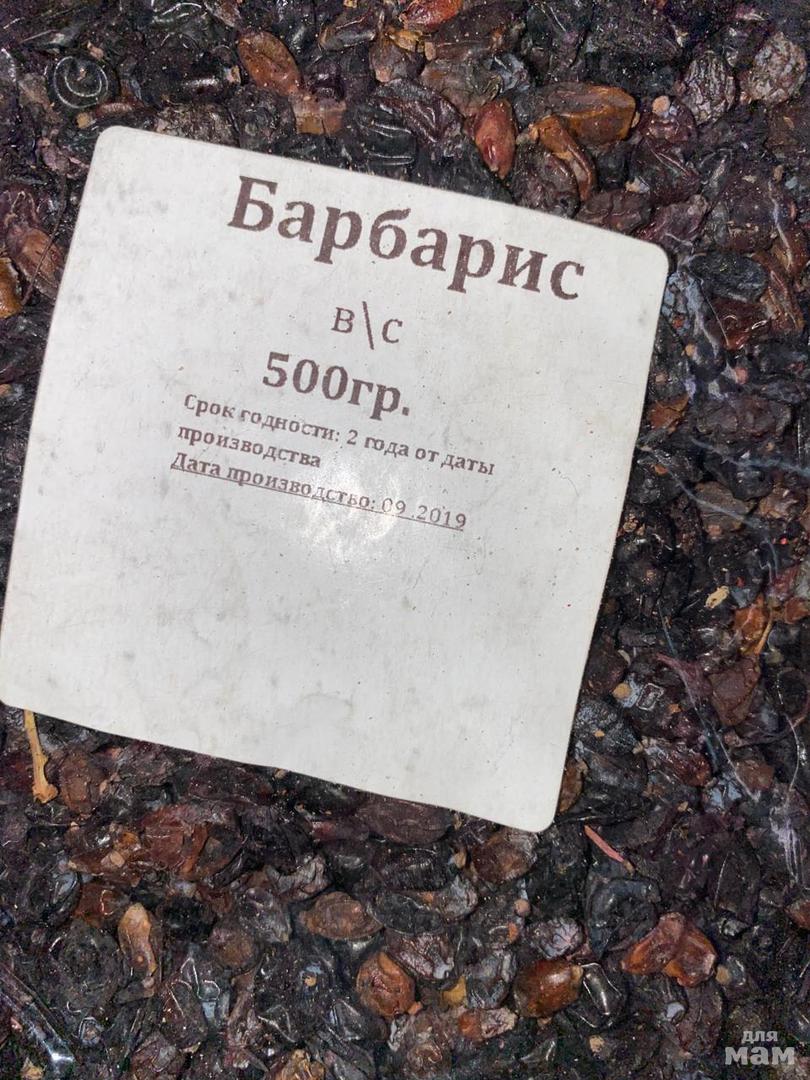 Барбарис
в\с
500гр.
Срок годности: 2 года от даты
производства
Дата производство: 09 .2019
для
мам